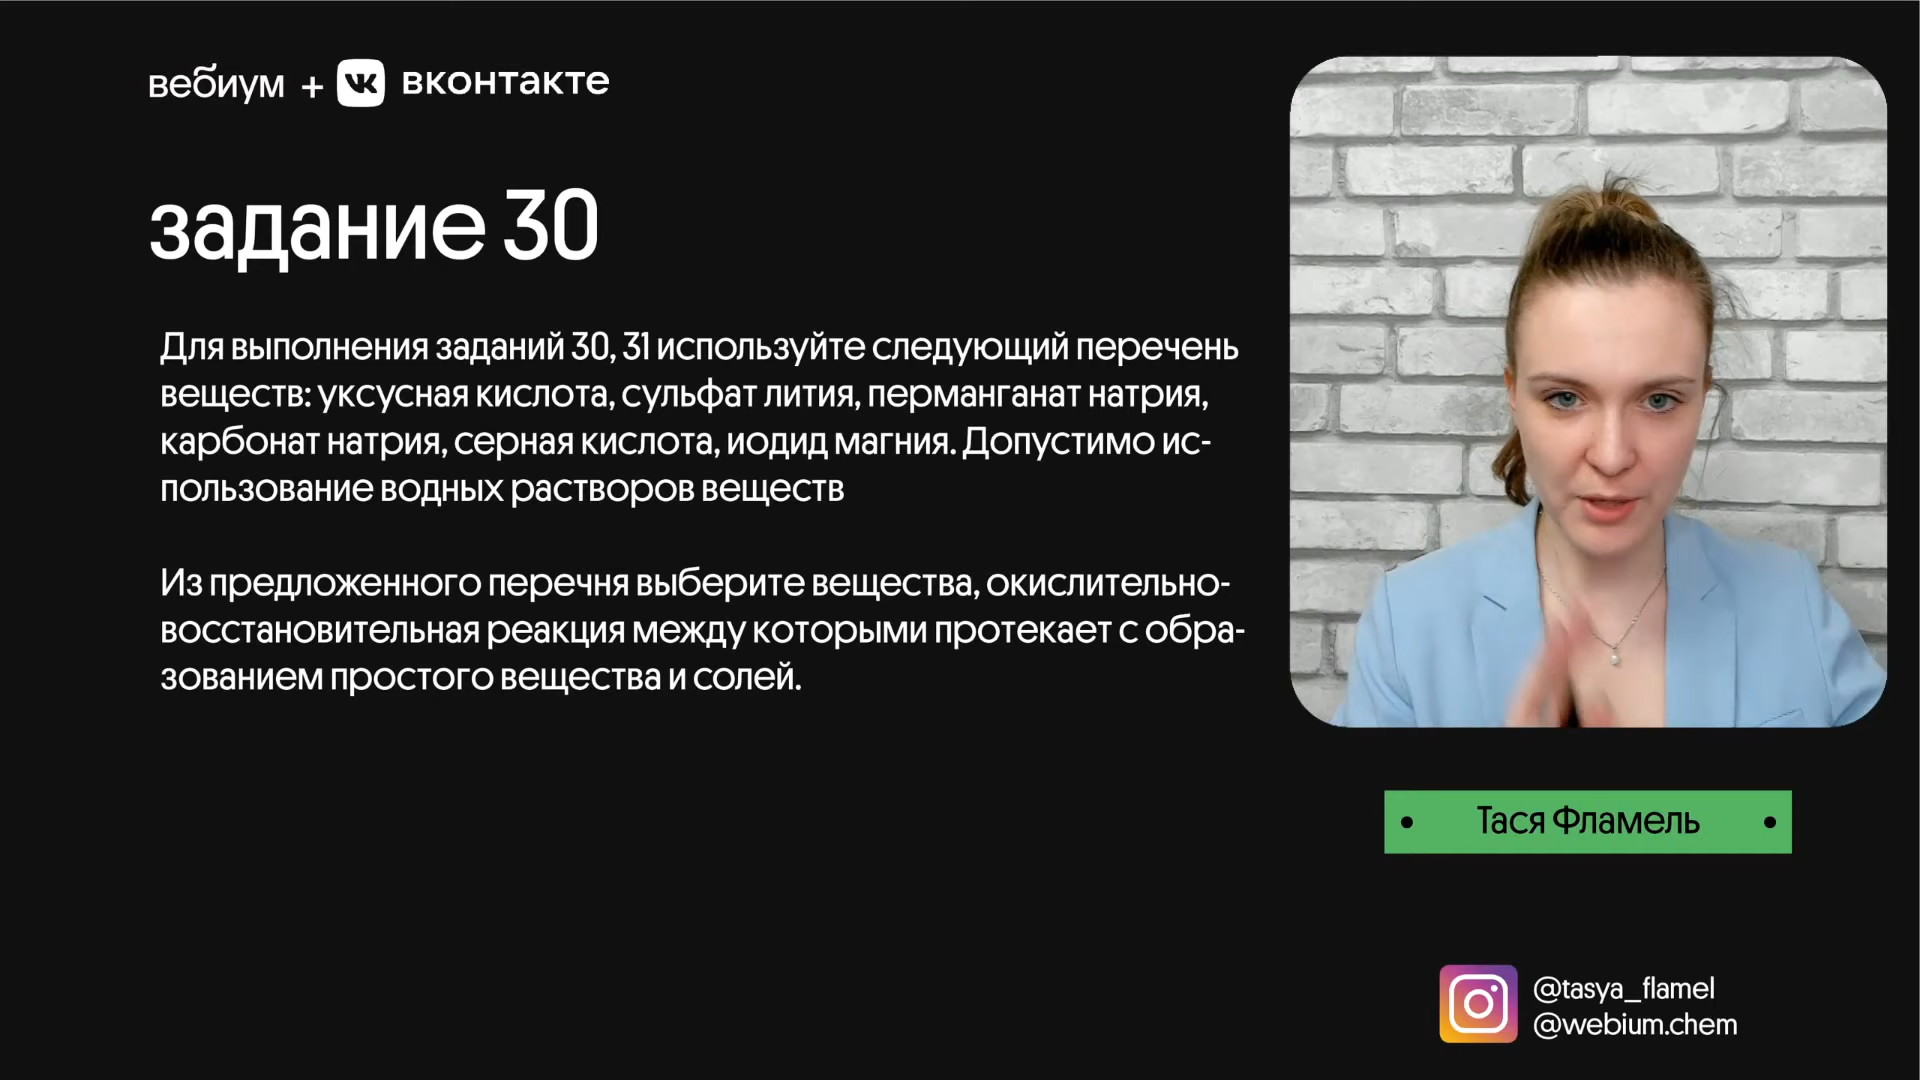 вебиум + вконтакте
задание 30
Для выполнения заданий 30, 31 используйте следующий перечень
веществ: уксусная кислота, сульфат лития, перманганат натрия,
карбонат натрия, серная кислота, иодид магния. Допустимо ис-
пользование водных растворов веществ
Из предложенного перечня выберите вещества, окислительно-
восстановительная реакция между которыми протекает с обра-
зованием простого вещества и солей.
Тася Фламель
@tasya_flamel
@webium.chem